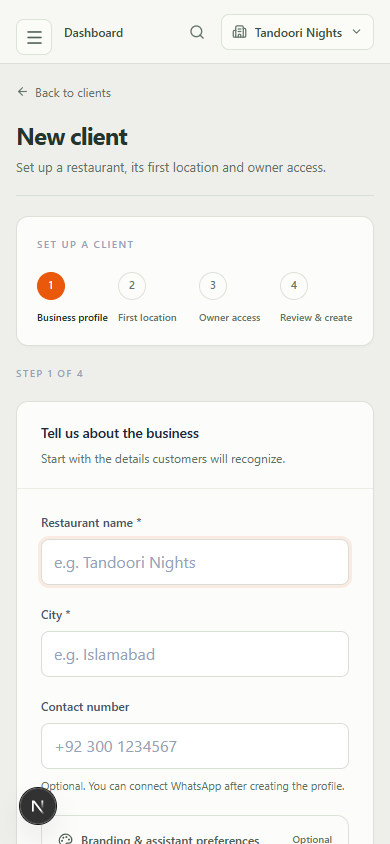 Dashboard
Tandoori Nights
Back to clients
New client
Set up a restaurant, its first location and owner access.
SET UP A CLIENT
1
2
3
4
Business profile
First location
Owner access
Review & create
STEP 1 OF 4
Tell us about the business
Start with the details customers will recognize.
Restaurant name *
e.g. Tandoori Nights
City *
e.g. Islamabad
Contact number
+92 300 1234567
Optional. You can connect WhatsApp after creating the profile.
N
Branding & assistant preferences
Optional